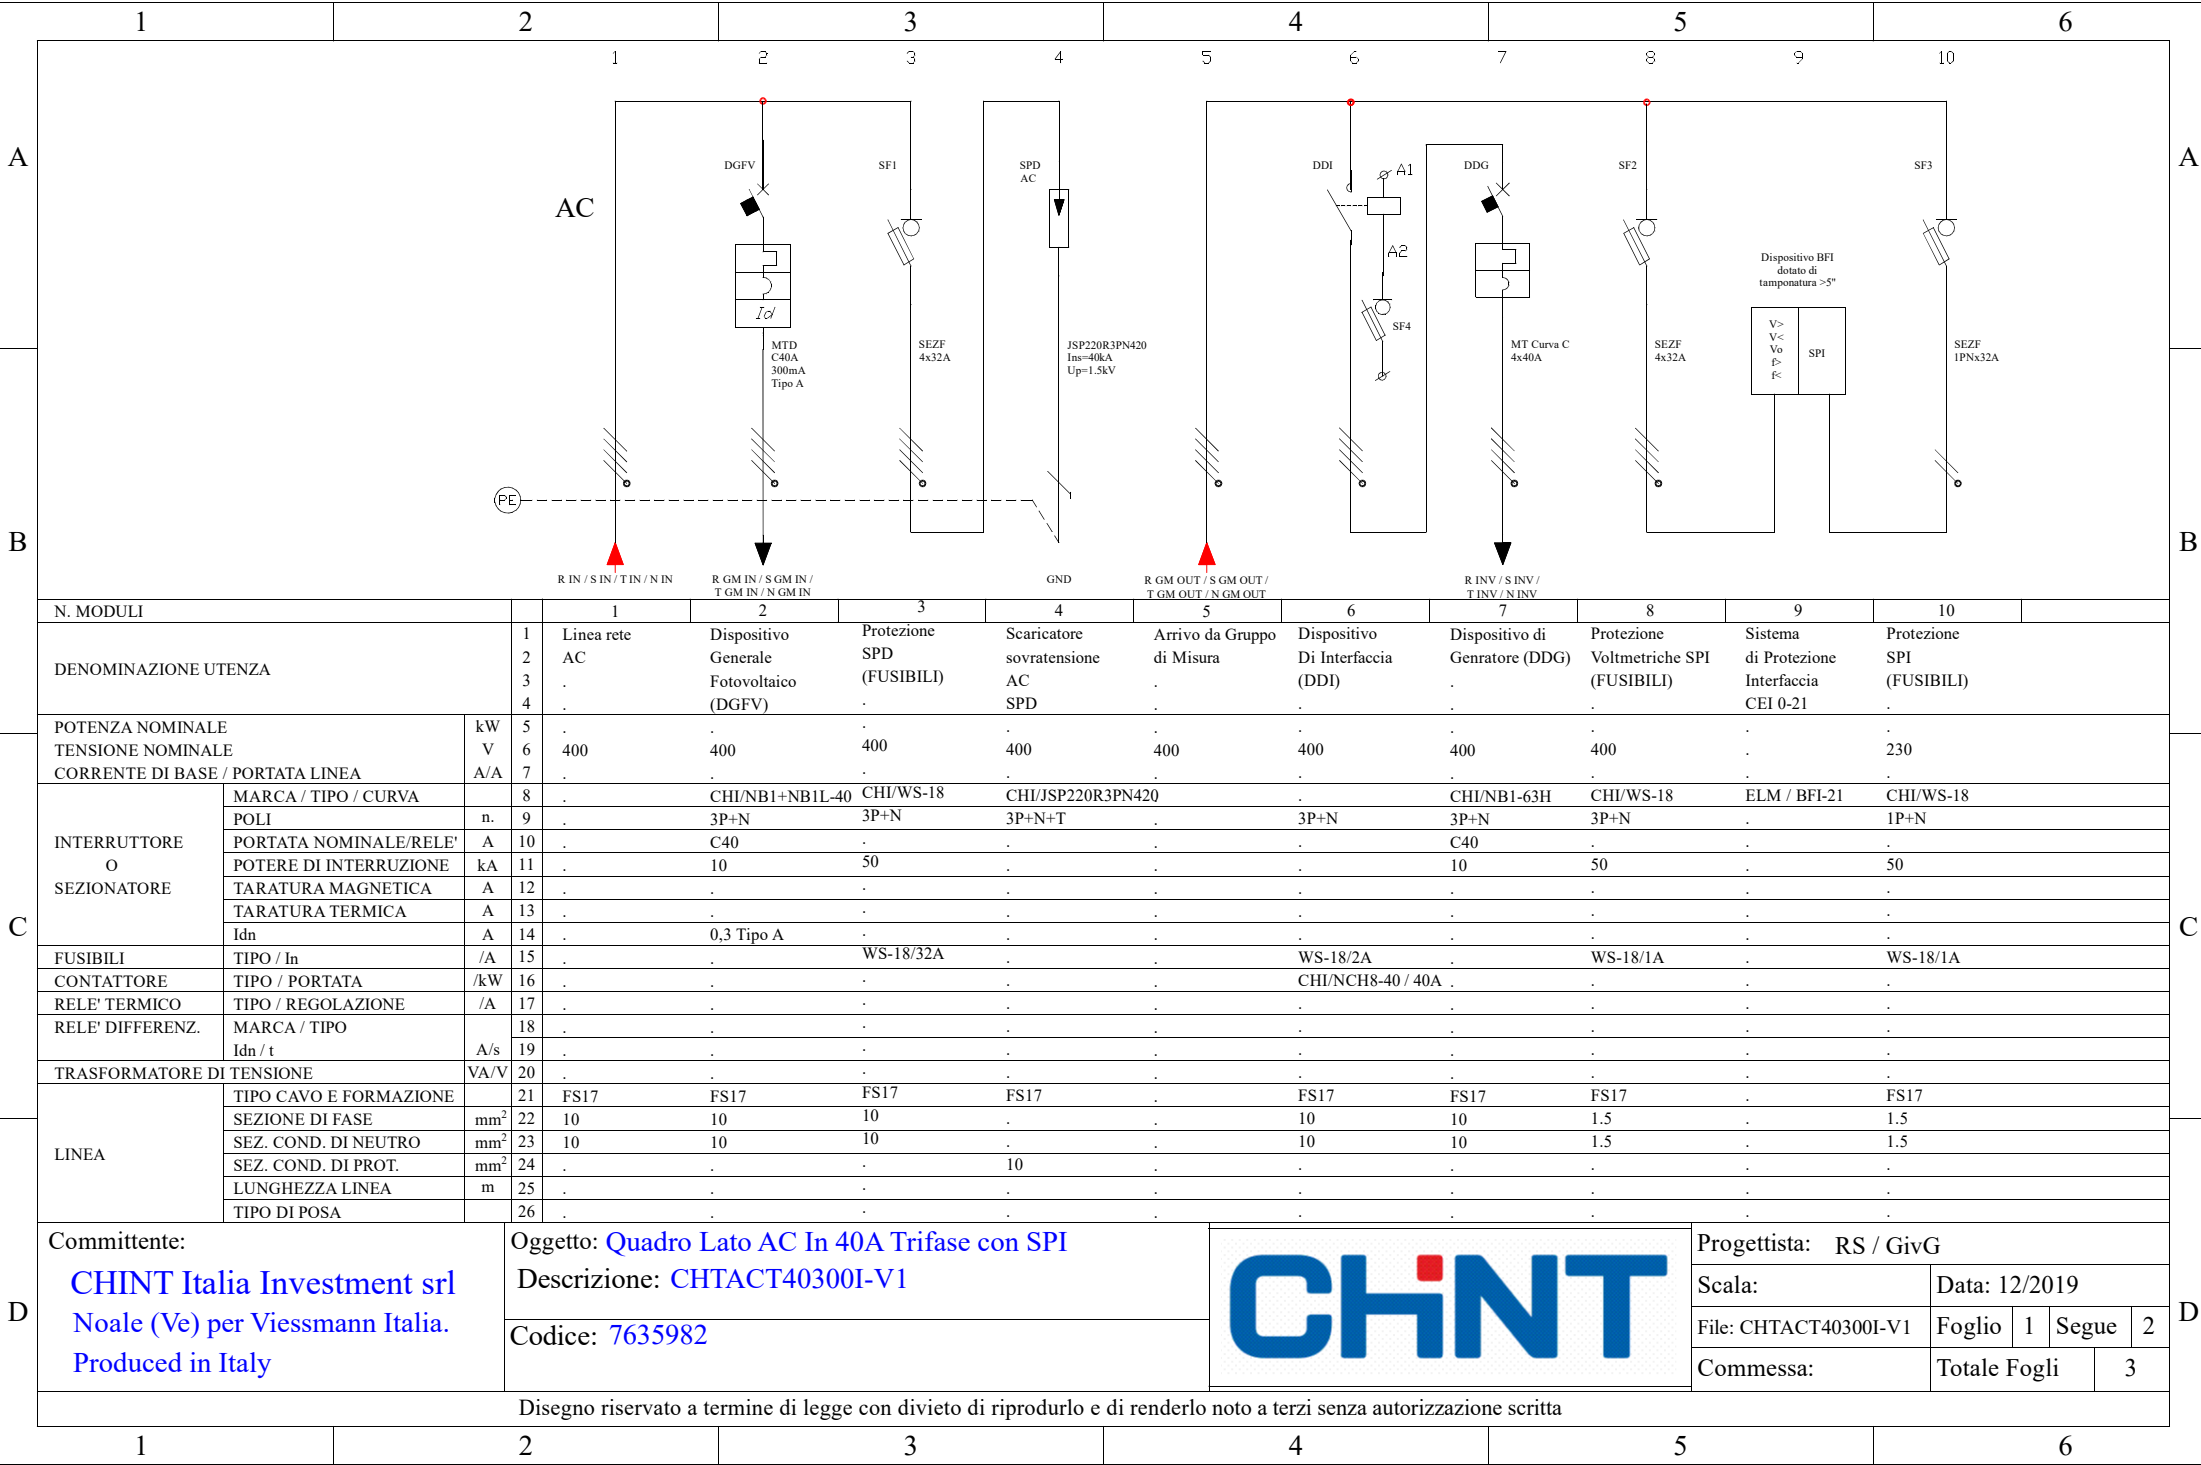 1 2 3 4 5 6
1 2 3 4 5 6 7 8 9 10
A A
DGFV SF1 SPD DDI A1 DDG SF2 SF3
AC
AC
A2
Dispositivo BFI
dotato di
tamponatura >5"
Id
SF4
V>
V<
Vo
f>
f<
SPI
MTD
C40A
300mA
Tipo A
SEZF
4x32A
JSP220R3PN420
Ins=40kA
Up=1.5kV
MT Curva C
4x40A
SEZF
4x32A
SEZF
1PNx32A
PE
B B
R IN / S IN / T IN / N IN
R GM IN / S GM IN /
T GM IN / N GM IN
GND
R GM OUT / S GM OUT /
T GM OUT / N GM OUT
R INV / S INV /
T INV / N INV
N. MODULI 1 2 3 4 5 6 7 8 9 10
DENOMINAZIONE UTENZA
1 Linea rete Dispositivo Protezione Scaricatore Arrivo da Gruppo Dispositivo Dispositivo di Protezione Sistema Protezione
2 AC Generale SPD sovratensione di Misura Di Interfaccia Genratore (DDG) Voltmetriche SPI di Protezione SPI
3 . Fotovoltaico (FUSIBILI) AC . (DDI) . (FUSIBILI) Interfaccia (FUSIBILI)
4 . (DGFV) . SPD . . . . CEI 0-21 .
POTENZA NOMINALE kW 5 . . . . . . . . . .
TENSIONE NOMINALE V 6 400 400 400 400 400 400 400 400 . 230
CORRENTE DI BASE / PORTATA LINEA A/A 7 . . . . . . . . . .
INTERRUTTORE
O
SEZIONATORE
MARCA / TIPO / CURVA 8 . CHI/NB1+NB1L-40 CHI/WS-18 CHI/JSP220R3PN420 . . CHI/NB1-63H CHI/WS-18 ELM / BFI-21 CHI/WS-18
POLI n. 9 . 3P+N 3P+N 3P+N+T . 3P+N 3P+N 3P+N . 1P+N
PORTATA NOMINALE/RELE' A 10 . C40 . . . . C40 . . .
POTERE DI INTERRUZIONE kA 11 . 10 50 . . . 10 50 . 50
TARATURA MAGNETICA A 12 . . . . . . . . . .
TARATURA TERMICA A 13 . . . . . . . . . .
Idn A 14 . 0,3 Tipo A . . . . . . . .
FUSIBILI TIPO / In /A 15 . . WS-18/32A . . WS-18/2A . WS-18/1A . WS-18/1A
CONTATTORE TIPO / PORTATA /kW 16 . . . . . CHI/NCH8-40 / 40A . . . .
RELE' TERMICO TIPO / REGOLAZIONE /A 17 . . . . . . . . . .
RELE' DIFFERENZ. MARCA / TIPO 18 . . . . . . . . . .
Idn / t A/s 19 . . . . . . . . . .
TRASFORMATORE DI TENSIONE VA/V 20 . . . . . . . . . .
LINEA
TIPO CAVO E FORMAZIONE 21 FS17 FS17 FS17 FS17 . FS17 FS17 FS17 . FS17
SEZIONE DI FASE mm² 22 10 10 10 . . 10 10 1.5 . 1.5
SEZ. COND. DI NEUTRO mm² 23 10 10 10 . . 10 10 1.5 . 1.5
SEZ. COND. DI PROT. mm² 24 . . . 10 . . . . . .
LUNGHEZZA LINEA m 25 . . . . . . . . . .
TIPO DI POSA 26 . . . . . . . . . .
C C
D D
Committente:
CHINT Italia Investment srl
Noale (Ve) per Viessmann Italia.
Produced in Italy
Oggetto: Quadro Lato AC In 40A Trifase con SPI
Descrizione: CHTACT40300I-V1
Codice: 7635982
CHiNT
Progettista: RS / GivG
Scala: Data: 12/2019
File: CHTACT40300I-V1 Foglio 1 Segue 2
Commessa: Totale Fogli 3
Disegno riservato a termine di legge con divieto di riprodurlo e di renderlo noto a terzi senza autorizzazione scritta
1 2 3 4 5 6